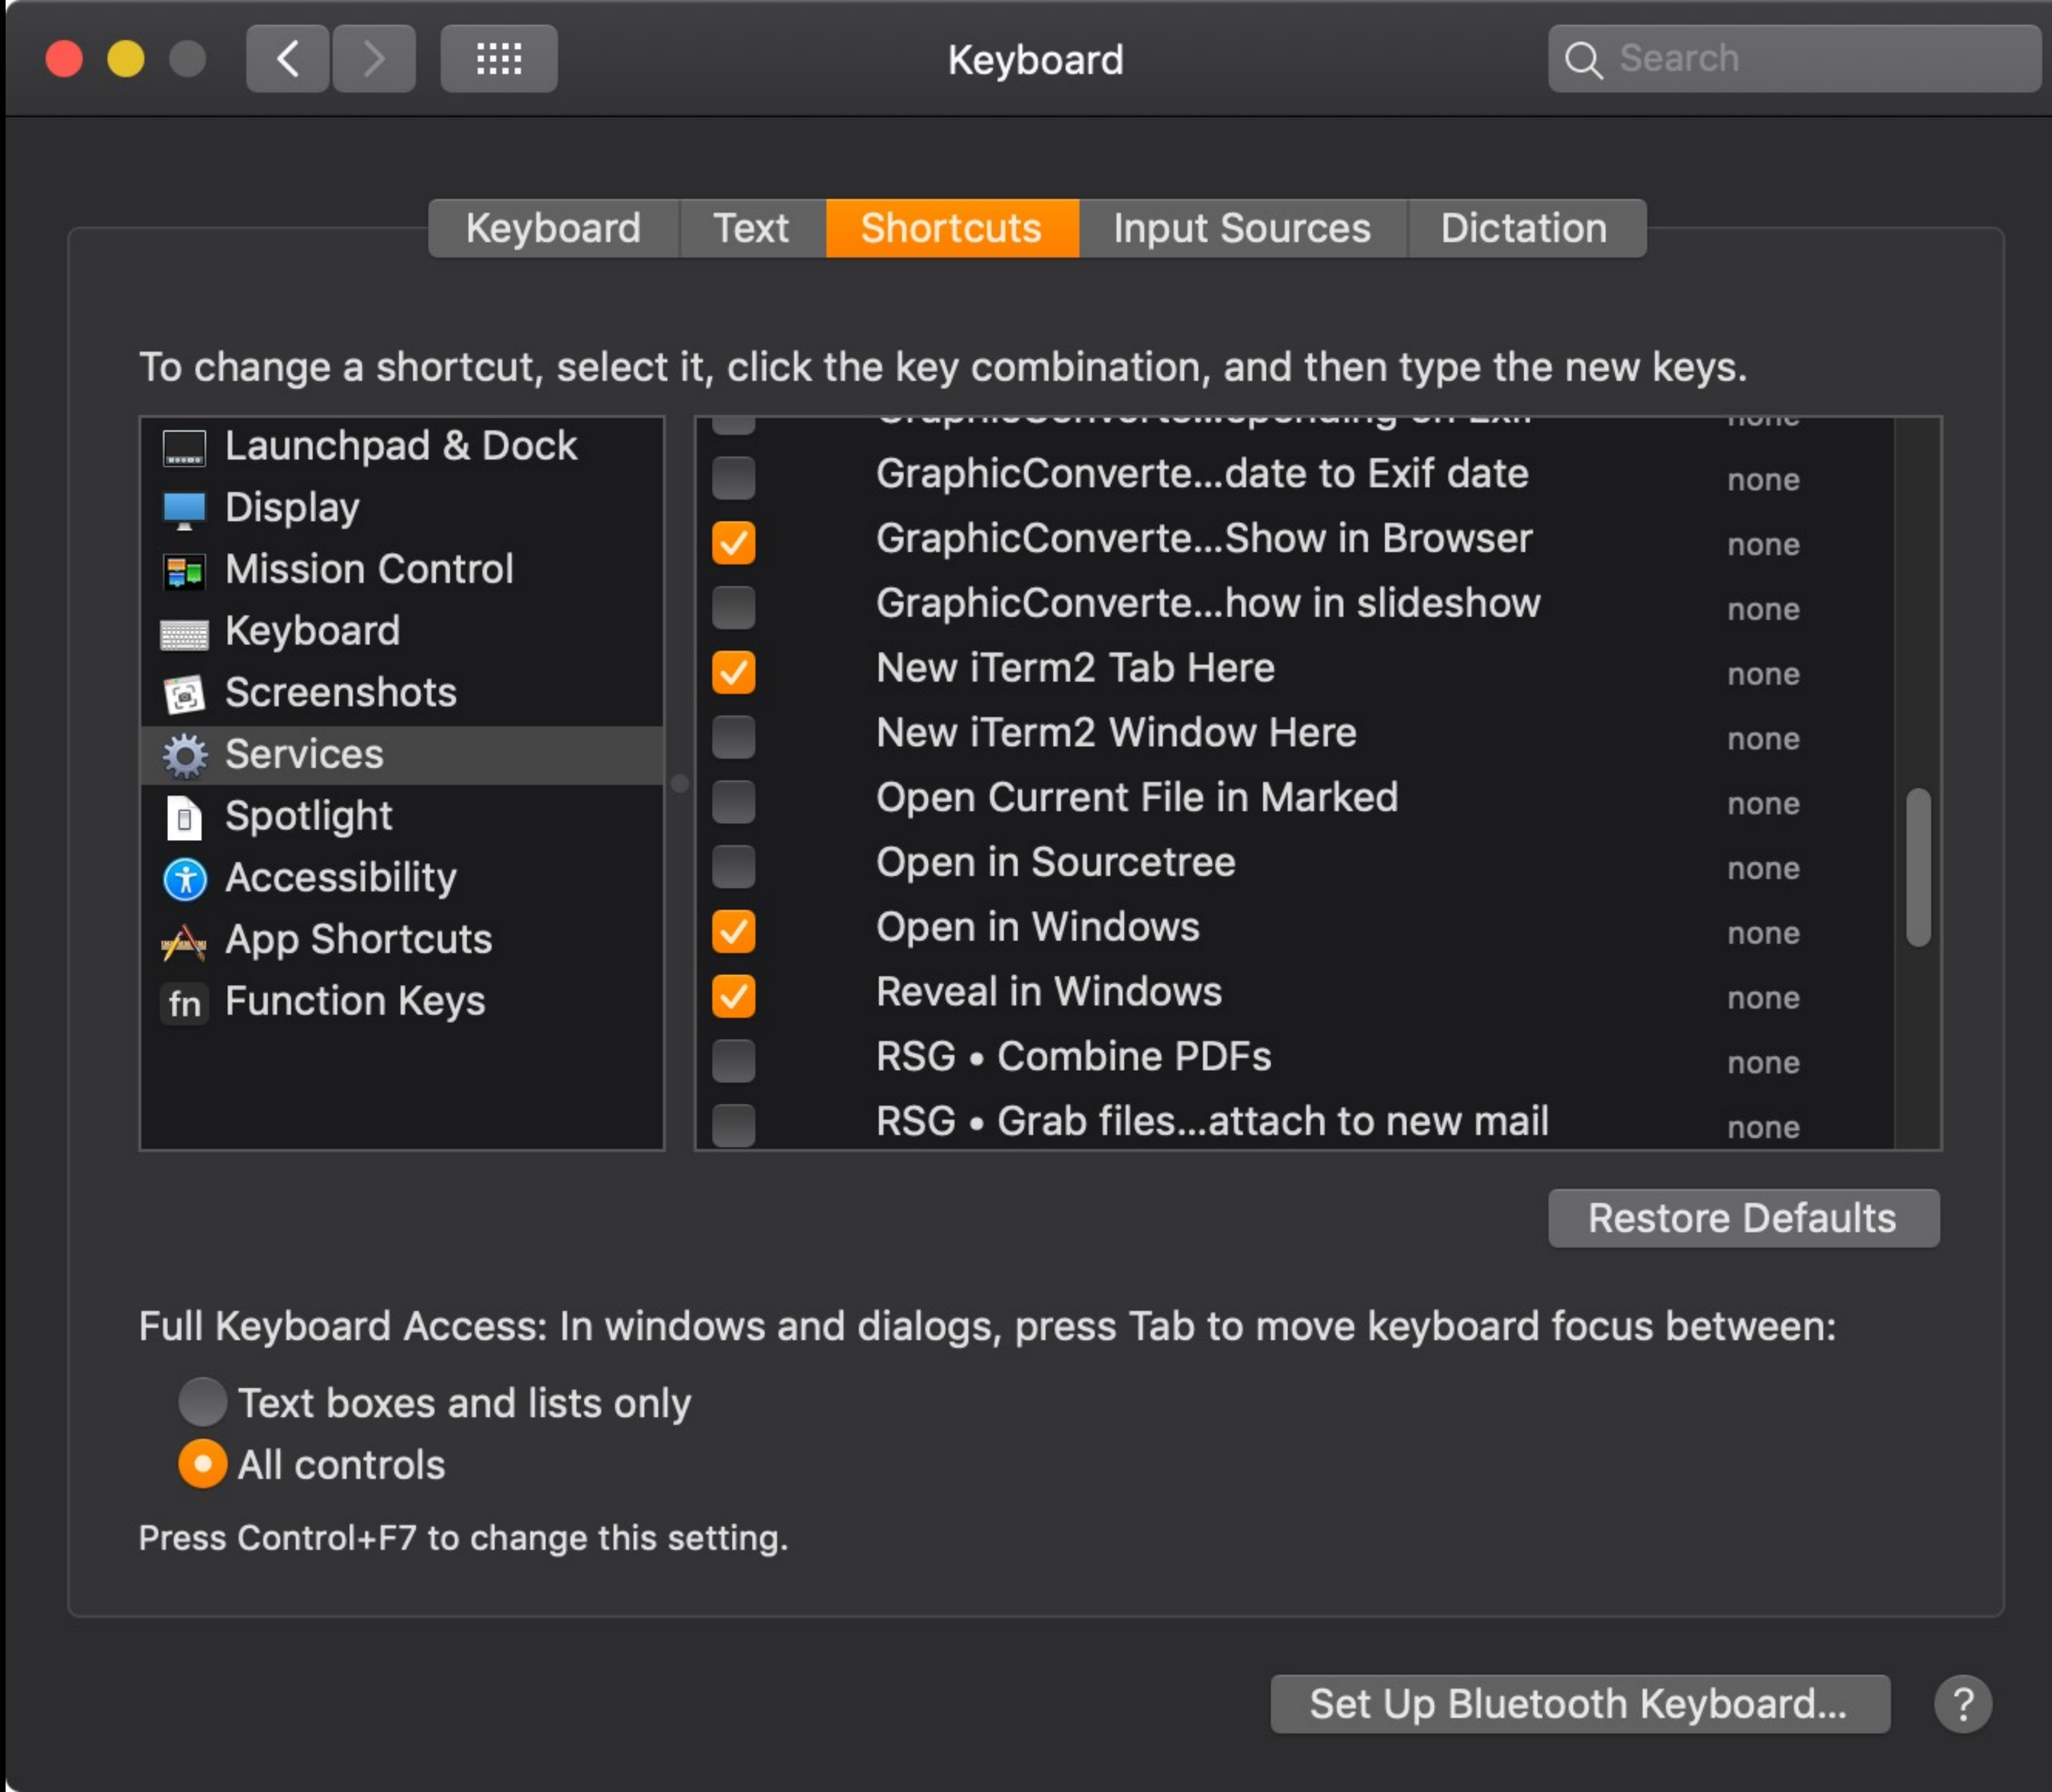 Keyboard
Search
Keyboard Text Shortcuts Input Sources Dictation
To change a shortcut, select it, click the key combination, and then type the new keys.
Launchpad & Dock
Display
Mission Control
Keyboard
Screenshots
Services
Spotlight
Accessibility
App Shortcuts
fn Function Keys
none
GraphicConverte...date to Exif date none
GraphicConverte...Show in Browser none
GraphicConverte...how in slideshow none
New iTerm2 Tab Here none
New iTerm2 Window Here none
Open Current File in Marked none
Open in Sourcetree none
Open in Windows none
Reveal in Windows none
RSG • Combine PDFs none
RSG • Grab files...attach to new mail none
Restore Defaults
Full Keyboard Access: In windows and dialogs, press Tab to move keyboard focus between:
Text boxes and lists only
All controls
Press Control+F7 to change this setting.
Set Up Bluetooth Keyboard... ?